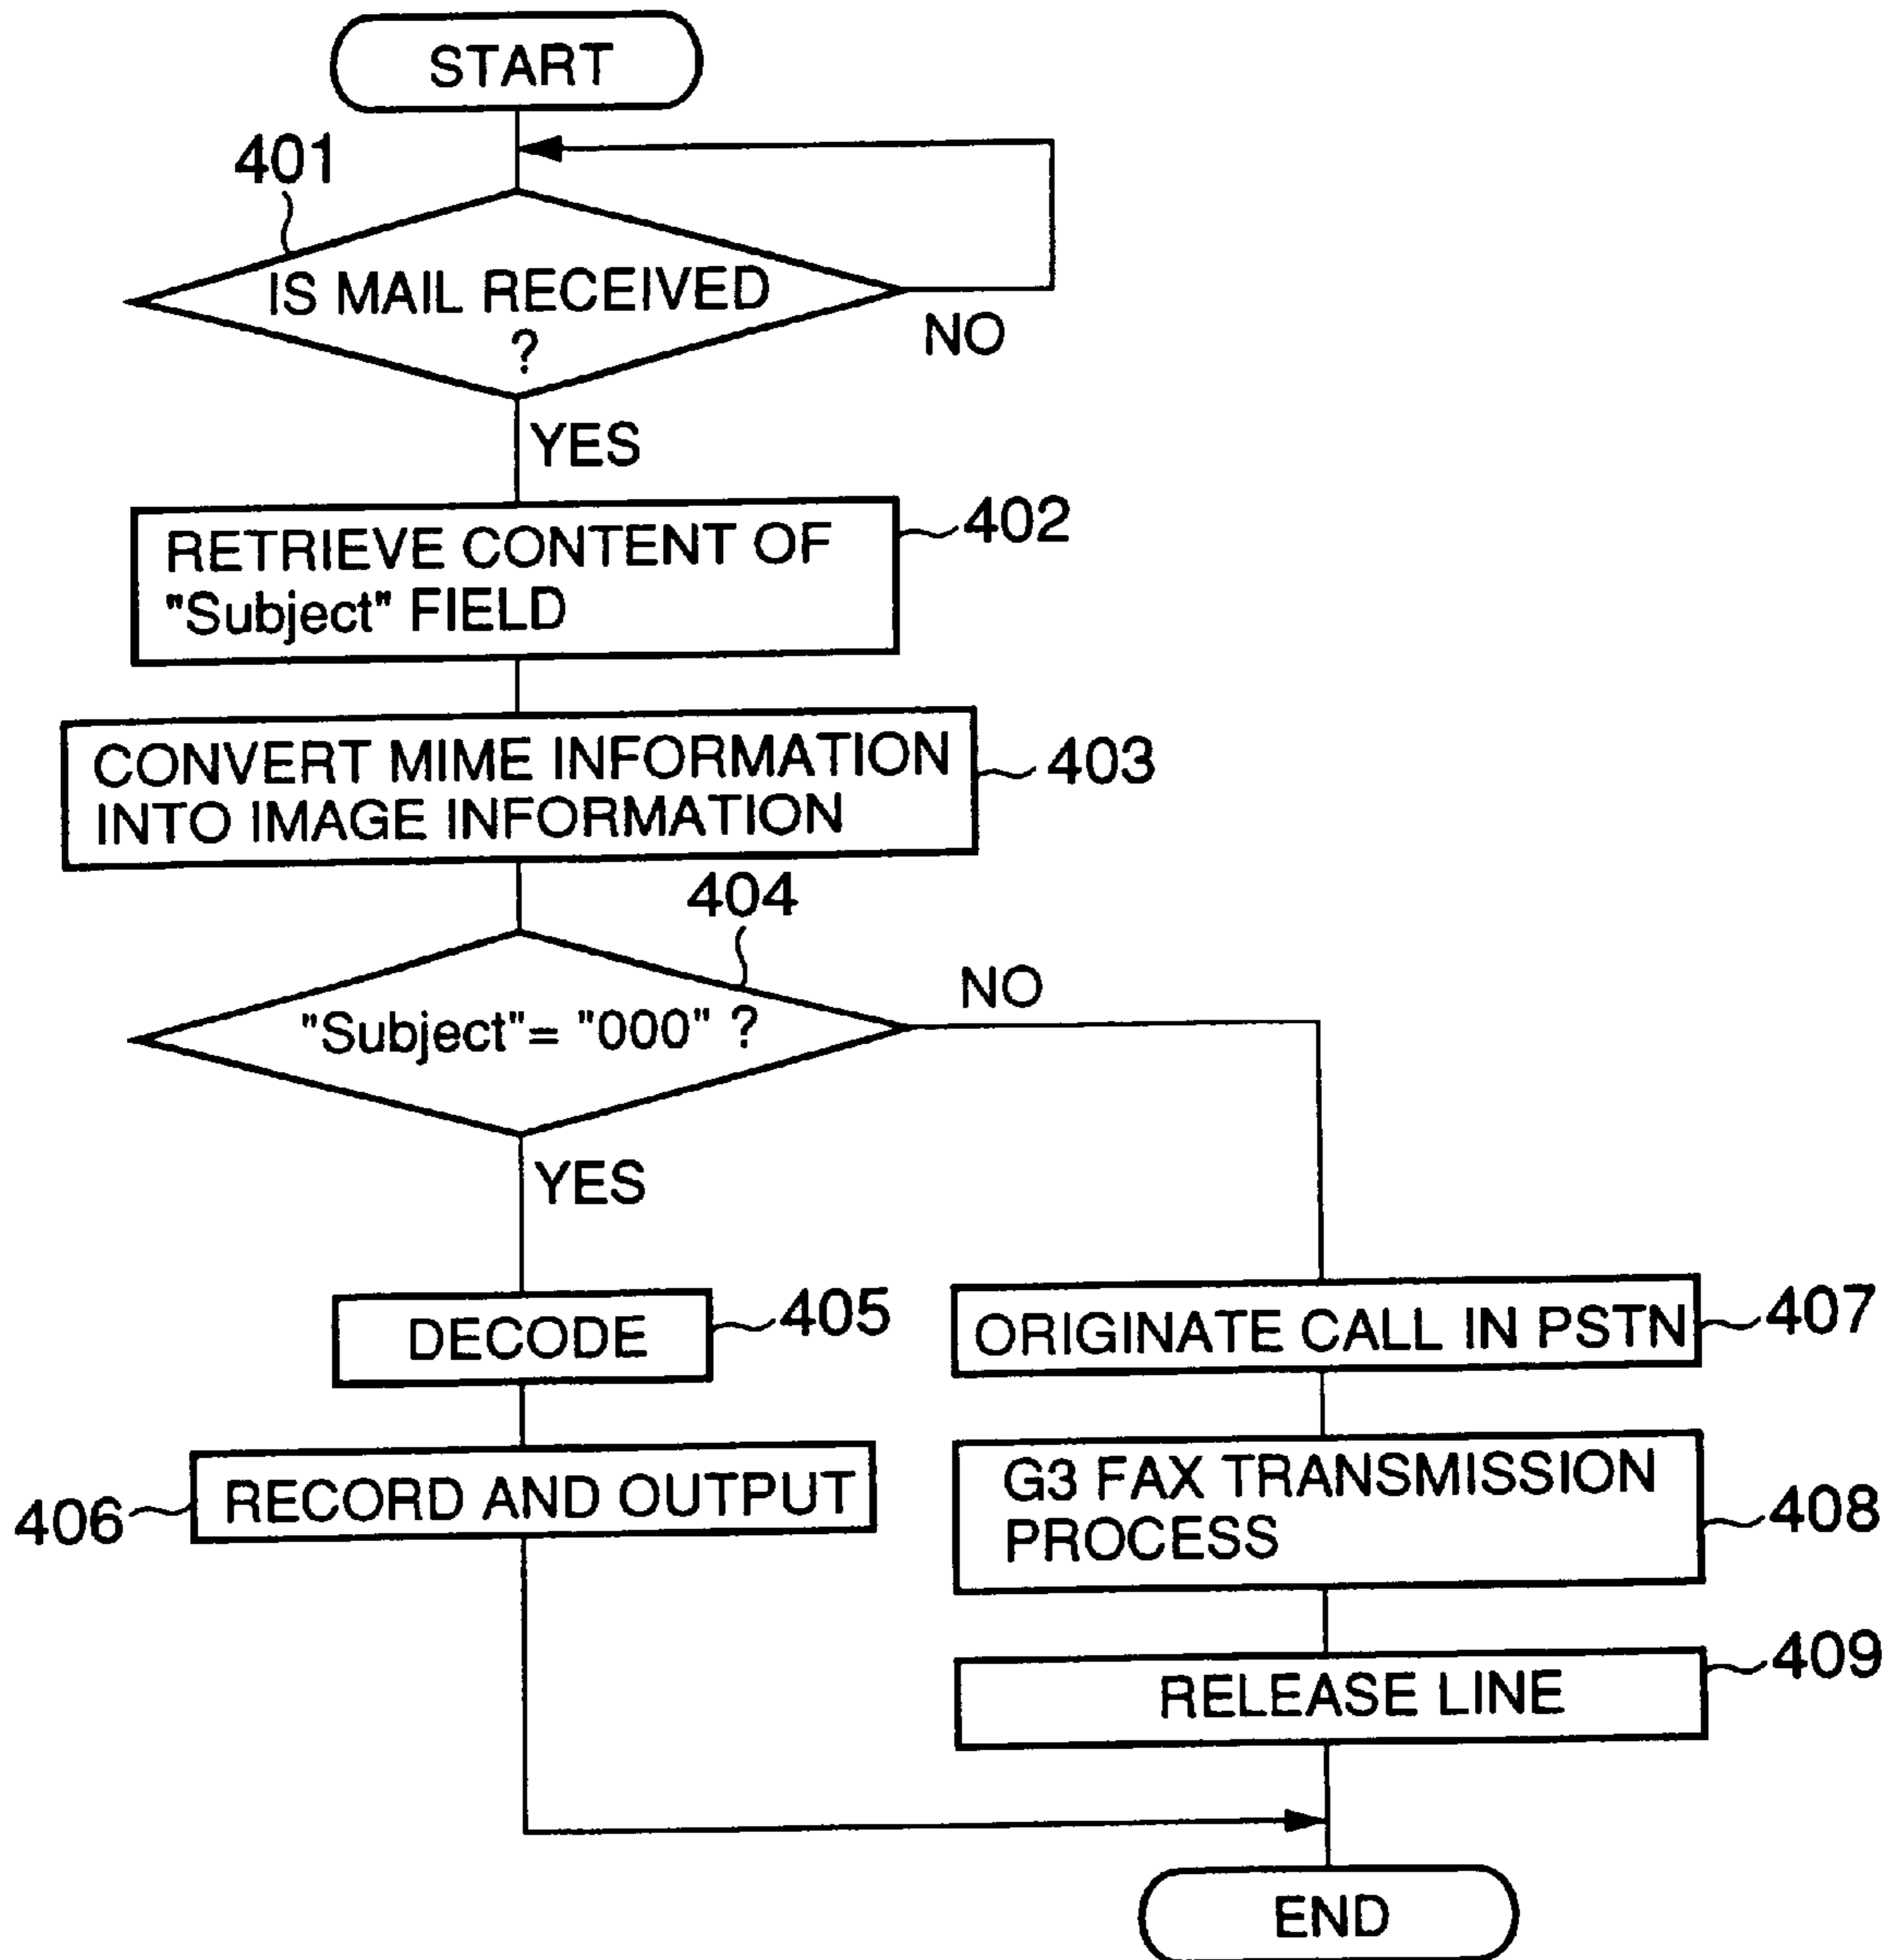 START
401
IS MAIL RECEIVED
?
NO
YES
RETRIEVE CONTENT OF
"Subject" FIELD
402
CONVERT MIME INFORMATION
INTO IMAGE INFORMATION
403
404
"Subject"= "000" ?
NO
YES
DECODE
405
ORIGINATE CALL IN PSTN
407
RECORD AND OUTPUT
406
G3 FAX TRANSMISSION
PROCESS
408
RELEASE LINE
409
END